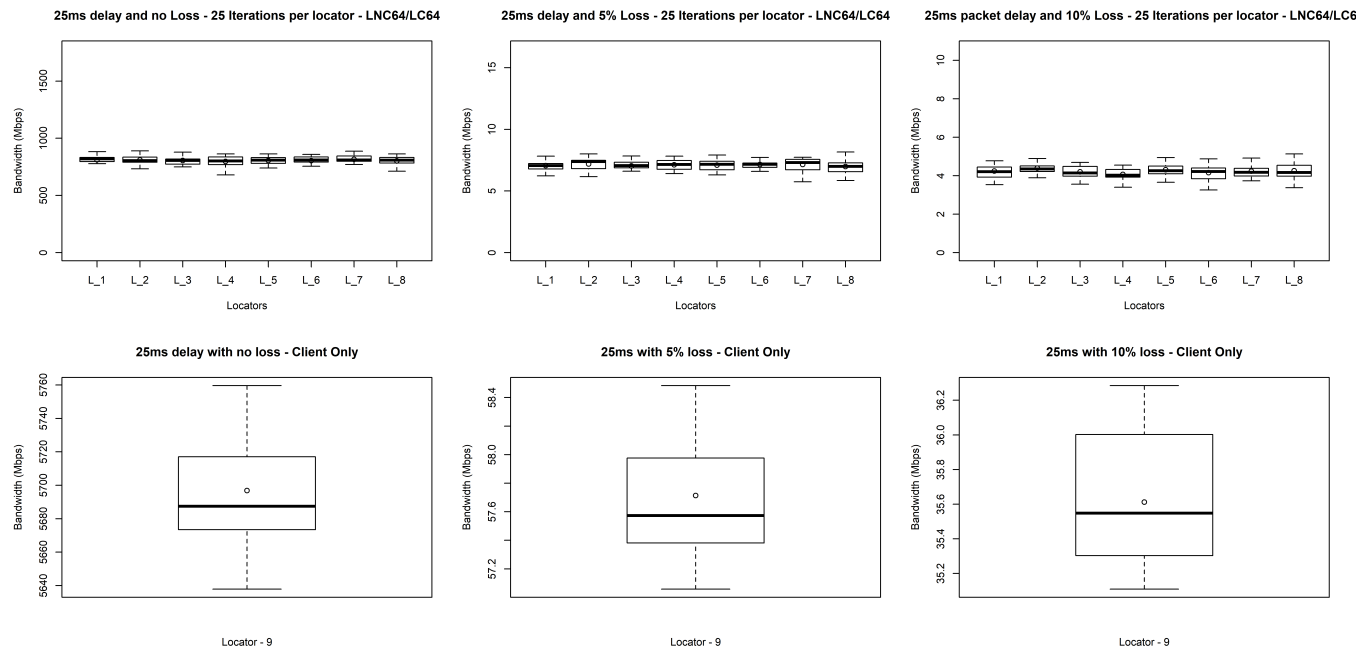 25ms delay and no Loss - 25 Iterations per locator - LNC64/LC64
Bandwidth (Mbps)
1500
1000
500
0
L_1 L_2 L_3 L_4 L_5 L_6 L_7 L_8
Locators
25ms delay and 5% Loss - 25 Iterations per locator - LNC64/LC64
Bandwidth (Mbps)
15
10
5
0
L_1 L_2 L_3 L_4 L_5 L_6 L_7 L_8
Locators
25ms packet delay and 10% Loss - 25 Iterations per locator - LNC64/LC6
Bandwidth (Mbps)
10
8
6
4
2
0
L_1 L_2 L_3 L_4 L_5 L_6 L_7 L_8
Locators
25ms delay with no loss - Client Only
Bandwidth (Mbps)
5760
5740
5720
5700
5680
5660
5640
Locator - 9
25ms with 5% loss - Client Only
Bandwidth (Mbps)
58.4
58.0
57.6
57.2
Locator - 9
25ms with 10% loss - Client Only
Bandwidth (Mbps)
36.2
36.0
35.8
35.6
35.4
35.2
Locator - 9